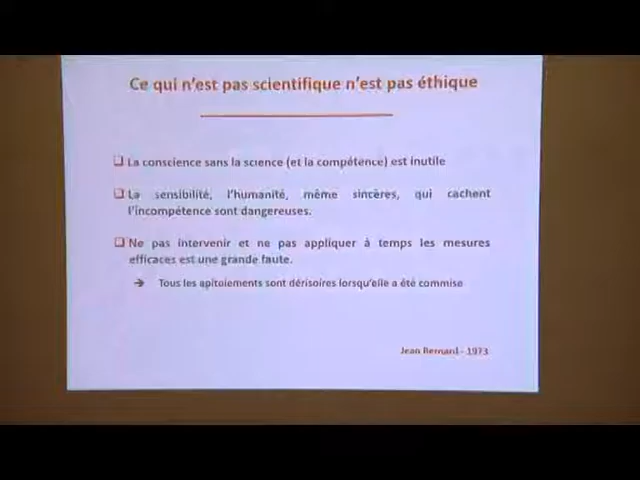 Ce qui n'est pas scientifique n'est pas éthique
❑ La conscience sans la science (et la compétence) est inutile
❑ La sensibilité, l'humanité, même sincères, qui cachent
l'incompétence sont dangereuses.
❑ Ne pas intervenir et ne pas appliquer à temps les mesures
efficaces est une grande faute.
➔ Tous les apitoiements sont dérisoires lorsqu'elle a été commise
Jean Bernard - 1973